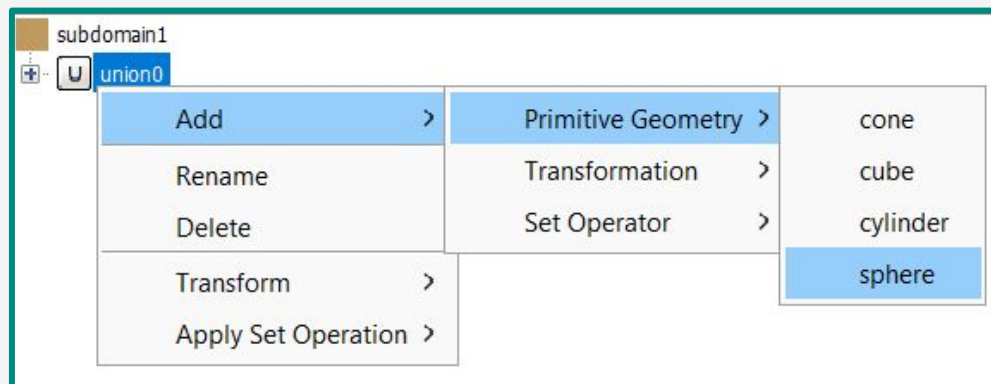 subdomain1
U union0
Add > Primitive Geometry > cone
Rename Transformation > cube
Delete Set Operator > cylinder
Transform > sphere
Apply Set Operation >